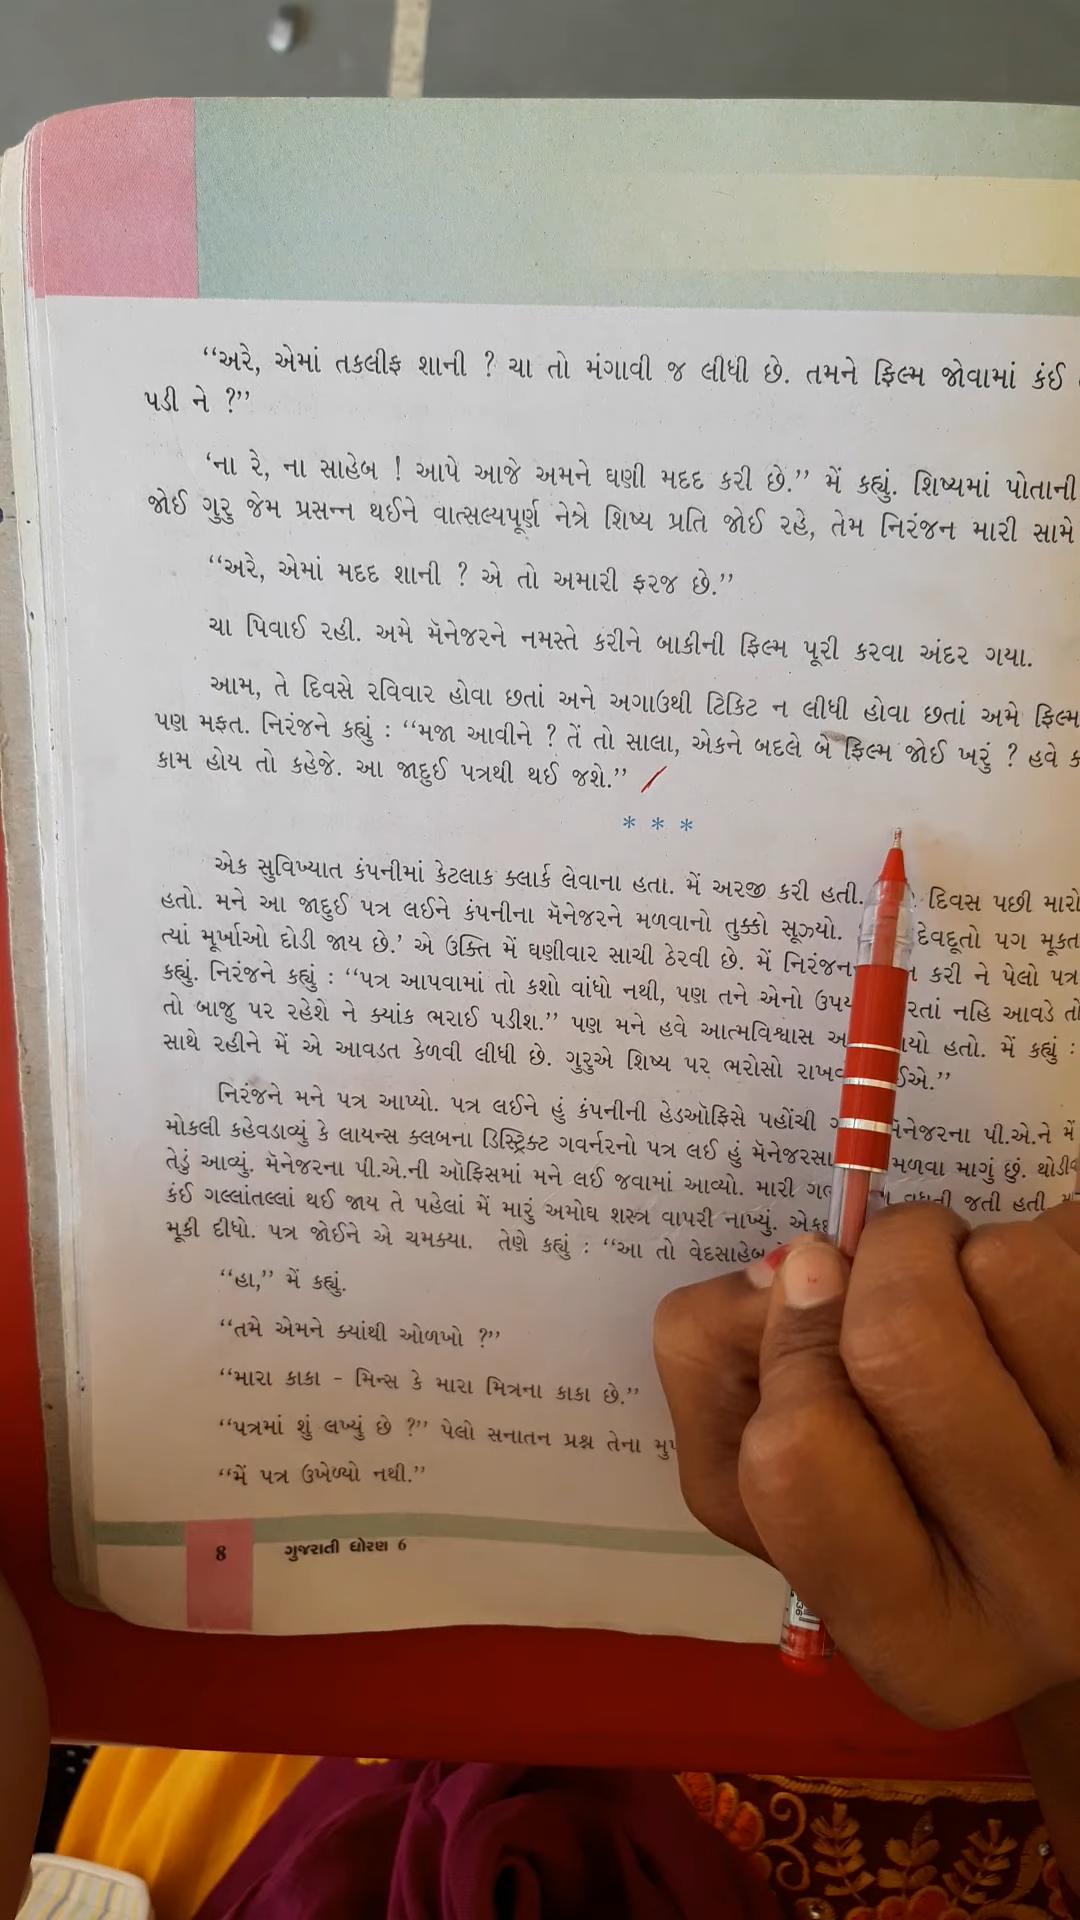 “અરે, એમાં તકલીફ શાની ? ચા તો મંગાવી જ લીધી છે. તમને ફિલ્મ જોવામાં કંઈ
પડી ને ?”
‘ના રે, ના સાહેબ ! આપે આજે અમને ઘણી મદદ કરી છે.” મેં કહ્યું. શિષ્યમાં પોતાની
જોઈ ગુરુ જેમ પ્રસન્ન થઈને વાત્સલ્યપૂર્ણ નેત્રે શિષ્ય પ્રતિ જોઈ રહે, તેમ નિરંજન મારી સામે
“અરે, એમાં મદદ શાની ? એ તો અમારી ફરજ છે.”
ચા પિવાઈ રહી. અમે મૅનેજરને નમસ્તે કરીને બાકીની ફિલ્મ પૂરી કરવા અંદર ગયા.
આમ, તે દિવસે રવિવાર હોવા છતાં અને અગાઉથી ટિકિટ ન લીધી હોવા છતાં અમે ફિલ્મ
પણ મફત. નિરંજને કહ્યું : “મજા આવીને ? તેં તો સાલા, એકને બદલે બે ફિલ્મ જોઈ ખરું ? હવે
કામ હોય તો કહેજે. આ જાદુઈ પત્રથી થઈ જશે.”
* * *
એક સુવિખ્યાત કંપનીમાં કેટલાક ક્લાર્ક લેવાના હતા. મેં અરજી કરી હતી. દિવસ પછી મારો
હતો. મને આ જાદુઈ પત્ર લઈને કંપનીના મૅનેજરને મળવાનો તુક્કો સૂઝ્યો. દેવદૂતો પગ મૂકતા
ત્યાં મૂર્ખાઓ દોડી જાય છે.’ એ ઉક્તિ મેં ઘણીવાર સાચી ઠેરવી છે. મેં કરી ને પેલો પત્ર
કહ્યું. નિરંજને કહ્યું : “પત્ર આપવામાં તો કશો વાંધો નથી, પણ તને એનો નહિ આવડે તો
તો બાજુ પર રહેશે ને ક્યાંક ભરાઈ પડીશ.” પણ મને હવે આત્મવિશ્વાસ હતો. મેં કહ્યું :
સાથે રહીને મેં એ આવડત કેળવી લીધી છે. ગુરુએ શિષ્ય પર ભરોસો
નિરંજને મને પત્ર આપ્યો. પત્ર લઈને હું કંપનીની હેડઑફિસે પહોંચી મૅનેજરના પી.એ.ને મેં
મોકલી કહેવડાવ્યું કે લાયન્સ ક્લબના ડિસ્ટ્રિક્ટ ગવર્નરનો પત્ર લઈ હું મળવા માગું છું.
તેડું આવ્યું. મૅનેજરના પી.એ.ની ઑફિસમાં મને લઈ જવામાં આવ્યો. મારી જતી હતી
કંઈ ગલ્લાંતલ્લાં થઈ જાય તે પહેલાં મેં મારું અમોઘ શસ્ત્ર વાપરી નાખ્યું.
મૂકી દીધો. પત્ર જોઈને એ ચમક્યા. તેણે કહ્યું : “આ તો વેદસાહેબ
“હા,” મેં કહ્યું.
“તમે એમને ક્યાંથી ઓળખો ?”
“મારા કાકા - મિન્સ કે મારા મિત્રના કાકા છે.”
“પત્રમાં શું લખ્યું છે ?” પેલો સનાતન પ્રશ્ન તેના
“મેં પત્ર ઉખેળ્યો નથી.”
8 ગુજરાતી ધોરણ 6